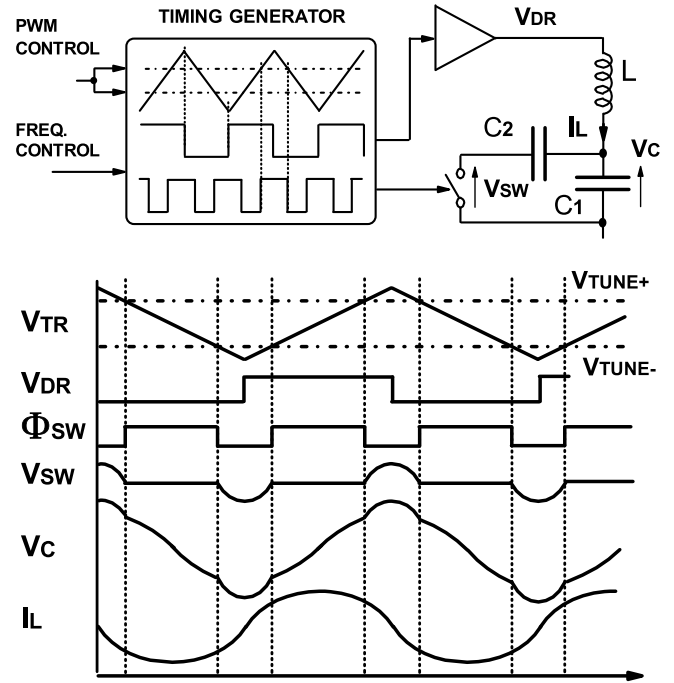 TIMING GENERATOR
PWM
CONTROL
FREQ.
CONTROL
VDR
L
IL
C2
VC
VSW
C1
VTUNE+
VTR
VTUNE-
VDR
ΦSW
VSW
VC
IL